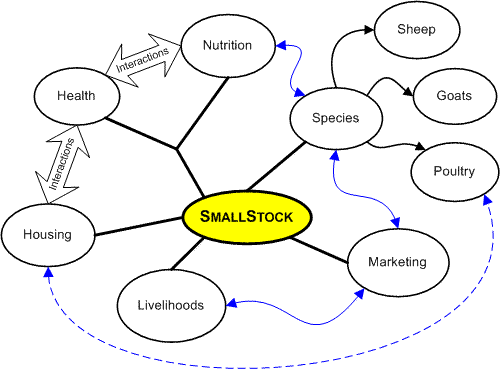 Nutrition
Sheep
Interactions
Health
Goats
Species
Interactions
Poultry
SMALLSTOCK
Housing
Marketing
Livelihoods